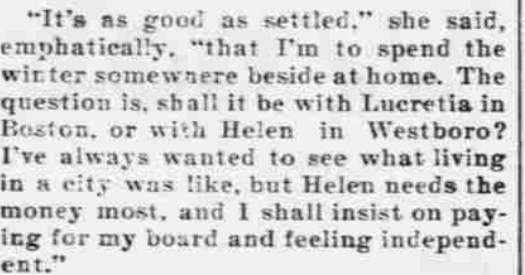 "It's as good as settled," she said,
emphatically, "that I'm to spend the
winter somewhere beside at home. The
question is, shall it be with Lucretia in
Boston, or with Helen in Westboro?
I've always wanted to see what living
in a city was like, but Helen needs the
money most, and I shall insist on pay-
ing for my board and feeling independ-
ent."